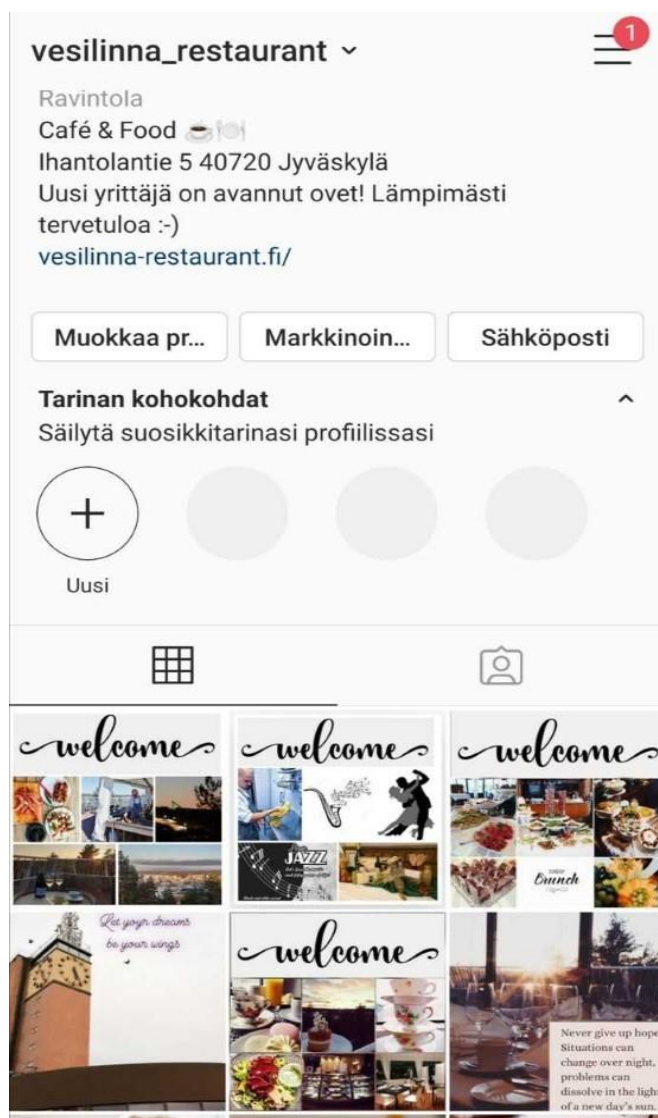 vesilinna_restaurant
1
Ravintola
Café & Food ☕🍽
Ihantolantie 5 40720 Jyväskylä
Uusi yrittäjä on avannut ovet! Lämpimästi
tervetuloa :-)
vesilinna-restaurant.fi/
Muokkaa pr...
Markkinoin...
Sähköposti
Tarinan kohokohdat
Säilytä suosikkitarinasi profiilissasi
Uusi
welcome
welcome
welcome
JAZZ
Brunch
Let your dreams
be your wings
welcome
Never give up hope
Situations can
change over night,
problems can
dissolve in the light
of a new day's sun.